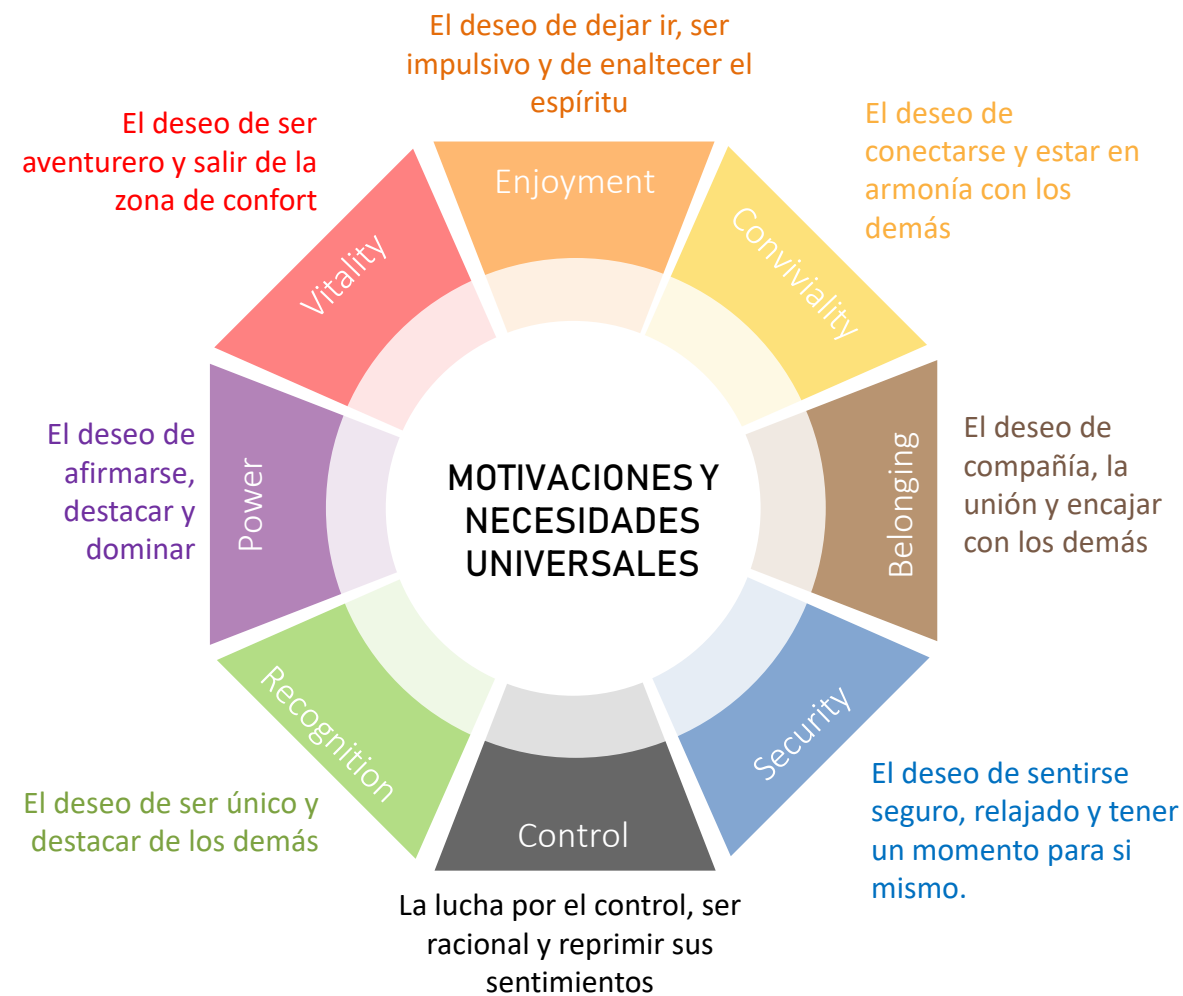 El deseo de dejar ir, ser
impulsivo y de enaltecer el
espíritu
El deseo de ser
aventurero y salir de la
zona de confort
El deseo de
conectarse y estar en
armonía con los
demás
Enjoyment
Vitality
Conviviality
El deseo de
afirmarse,
destacar y
dominar
Power
MOTIVACIONES Y
NECESIDADES
UNIVERSALES
Belonging
El deseo de
compañía, la
unión y encajar
con los demás
Recognition
Security
Control
El deseo de ser único y
destacar de los demás
El deseo de sentirse
seguro, relajado y tener
un momento para si
mismo.
La lucha por el control, ser
racional y reprimir sus
sentimientos